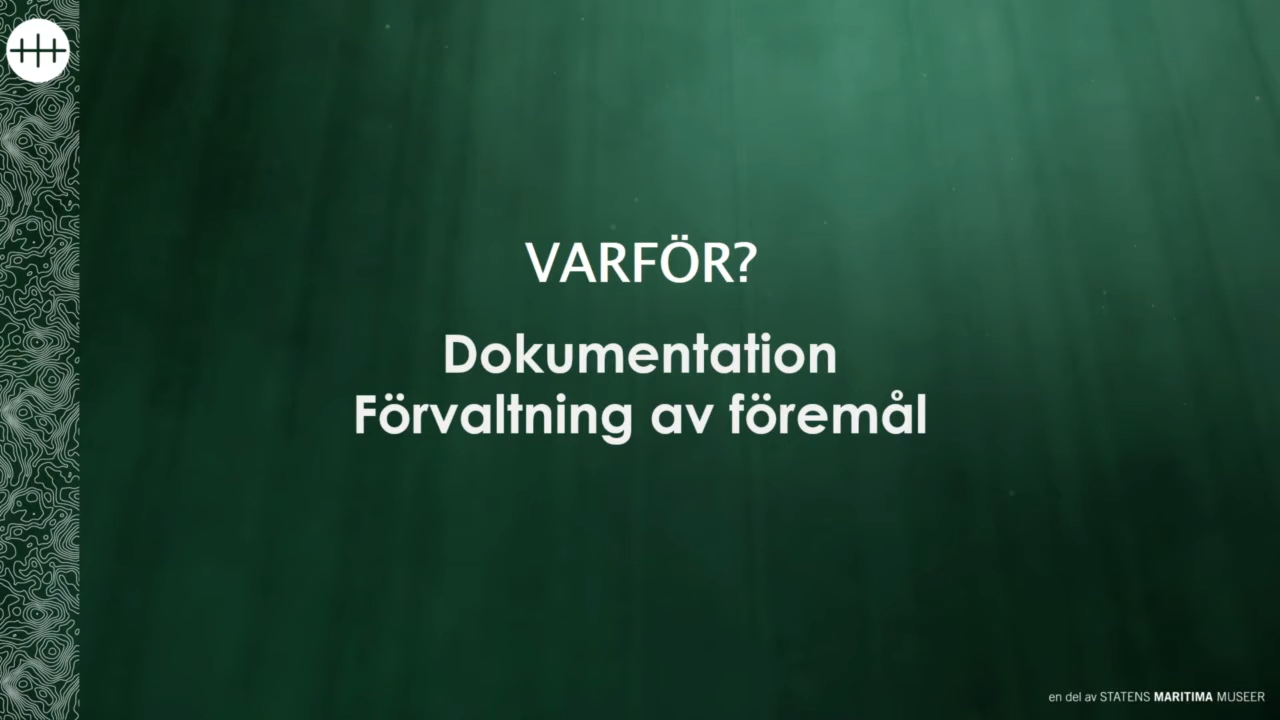 VARFÖR?
Dokumentation
Förvaltning av föremål
en del av STATENS MARITIMA MUSEER